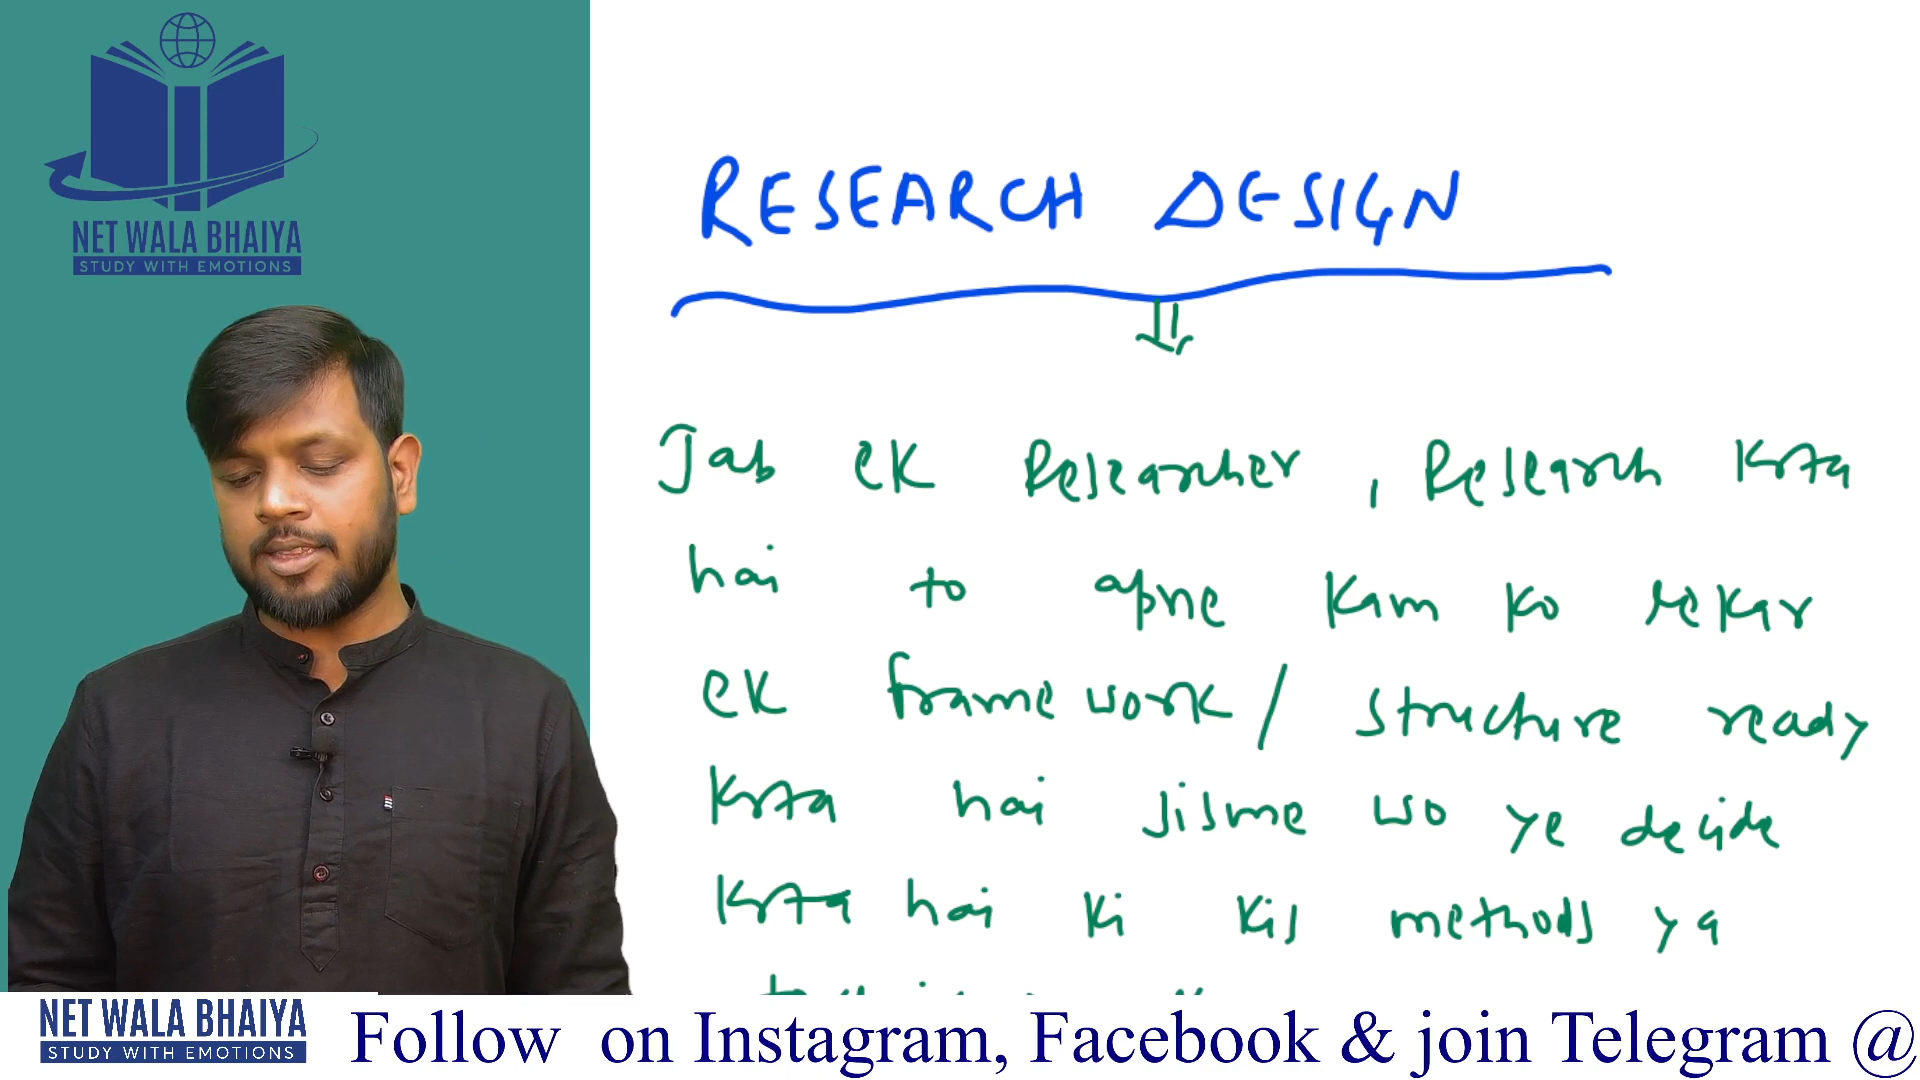 NET WALA BHAIYA
STUDY WITH EMOTIONS
RESEARCH DESIGN
Jab ek Researcher , Research krta
hai to apne kam ko lekar
ek frame work / structure ready
krta hai jisme wo ye decide
krta hai ki kis methods ya
NET WALA BHAIYA
STUDY WITH EMOTIONS
Follow on Instagram, Facebook & join Telegram @